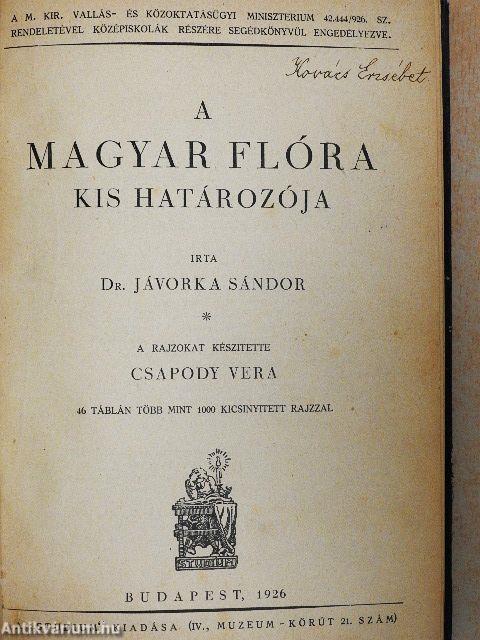 A M. KIR. VALLÁS- ÉS KÖZOKTATÁSÜGYI MINISZTERIUM 42.444/926. SZ.
RENDELETÉVEL KÖZÉPISKOLÁK RÉSZÉRE SEGÉDKÖNYVÜL ENGEDÉLYEZVE.
Kovács Erzsébet
A
MAGYAR FLÓRA
KIS HATÁROZÓJA
IRTA
DR. JÁVORKA SÁNDOR
*
A RAJZOKAT KÉSZITETTE
CSAPODY VERA
46 TÁBLÁN TÖBB MINT 1000 KICSINYITETT RAJZZAL
STUDIUM
BUDAPEST, 1926
KIADÁSA (IV., MUZEUM-KÖRÚT 21. SZÁM)
Antikvarium.hu